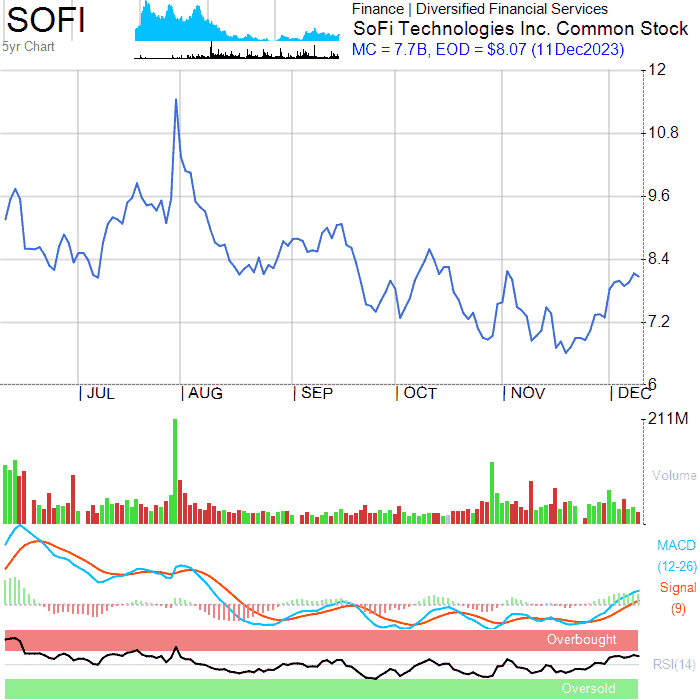 SOFI
5yr Chart
Finance | Diversified Financial Services
SoFi Technologies Inc. Common Stock
MC = 7.7B, EOD = $8.07 (11Dec2023)
12
10.8
9.6
8.4
7.2
6
| JUL | AUG | SEP | OCT | NOV | DEC
211M
Volume
MACD
(12-26)
Signal
(9)
Overbought
RSI(14)
Oversold